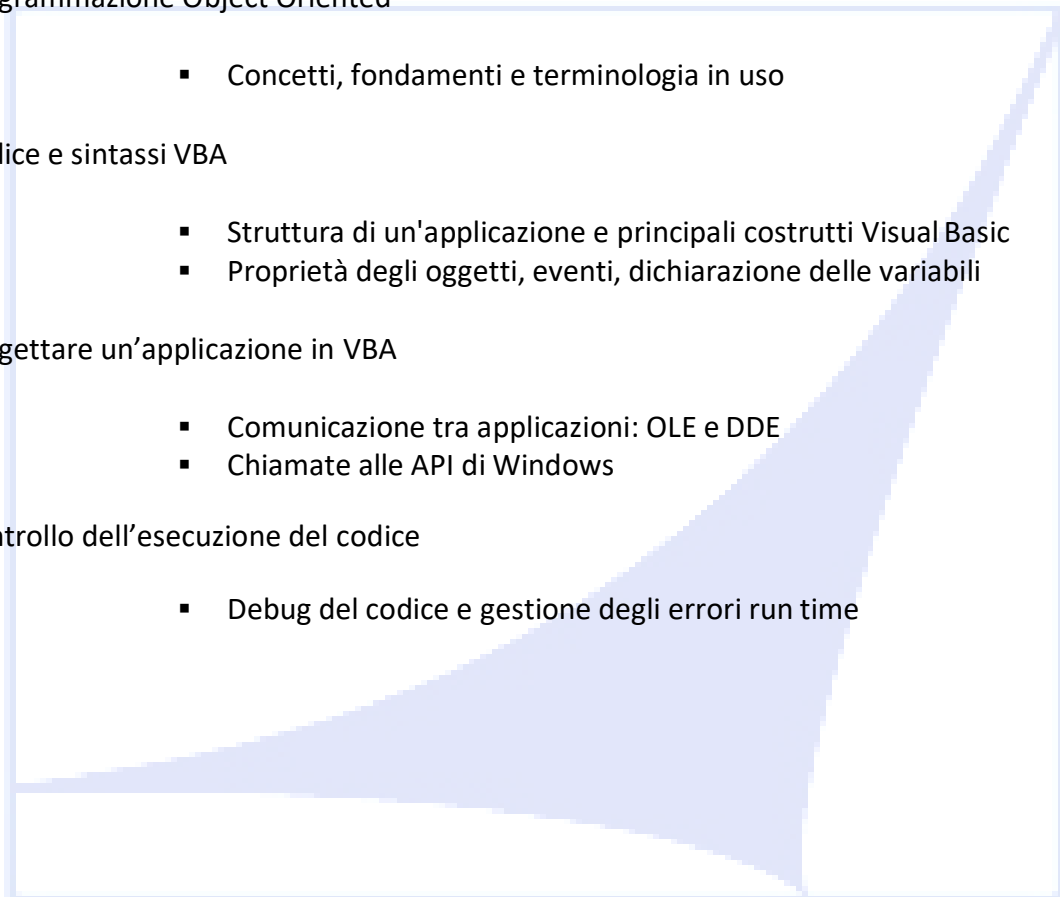 grammazione Object Oriented
▪ Concetti, fondamenti e terminologia in uso
lice e sintassi VBA
▪ Struttura di un'applicazione e principali costrutti Visual Basic
▪ Proprietà degli oggetti, eventi, dichiarazione delle variabili
gettare un’applicazione in VBA
▪ Comunicazione tra applicazioni: OLE e DDE
▪ Chiamate alle API di Windows
ntrollo dell’esecuzione del codice
▪ Debug del codice e gestione degli errori run time